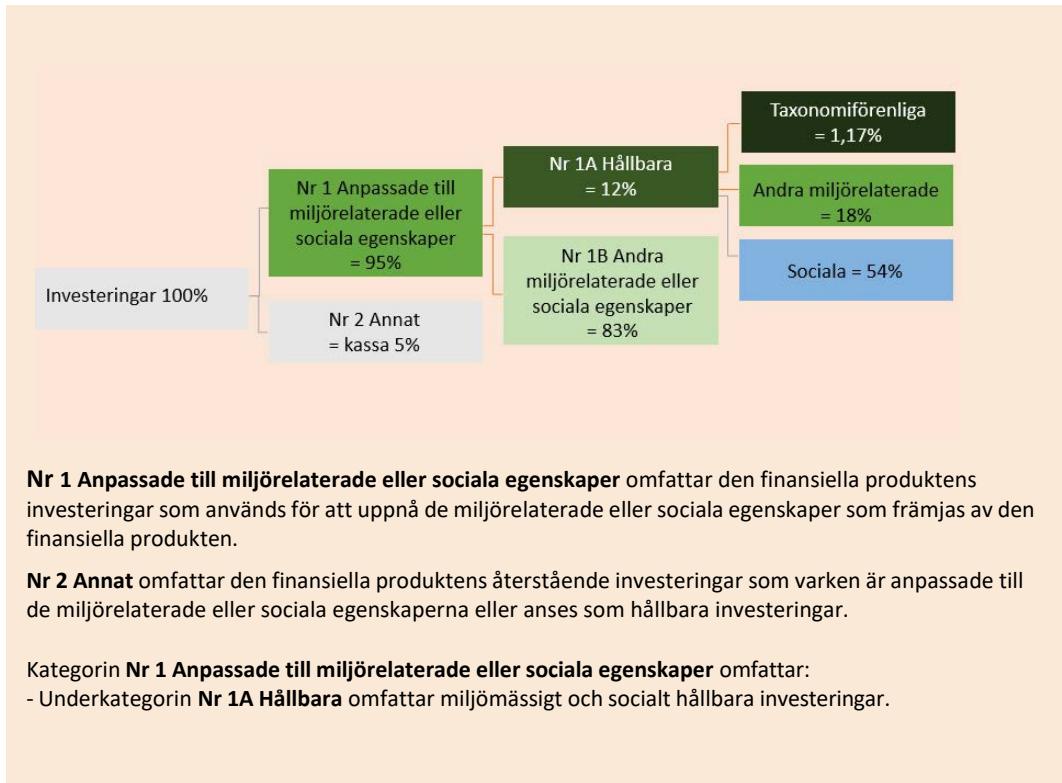 Investeringar 100%
Nr 1 Anpassade till
miljörelaterade eller
sociala egenskaper
= 95%
Nr 2 Annat
= kassa 5%
Nr 1A Hållbara
= 12%
Nr 1B Andra
miljörelaterade eller
sociala egenskaper
= 83%
Taxonomiförenliga
= 1,17%
Andra miljörelaterade
= 18%
Sociala = 54%
Nr 1 Anpassade till miljörelaterade eller sociala egenskaper omfattar den finansiella produktens
investeringar som används för att uppnå de miljörelaterade eller sociala egenskaper som främjas av den
finansiella produkten.
Nr 2 Annat omfattar den finansiella produktens återstående investeringar som varken är anpassade till
de miljörelaterade eller sociala egenskaperna eller anses som hållbara investeringar.
Kategorin Nr 1 Anpassade till miljörelaterade eller sociala egenskaper omfattar:
- Underkategorin Nr 1A Hållbara omfattar miljömässigt och socialt hållbara investeringar.